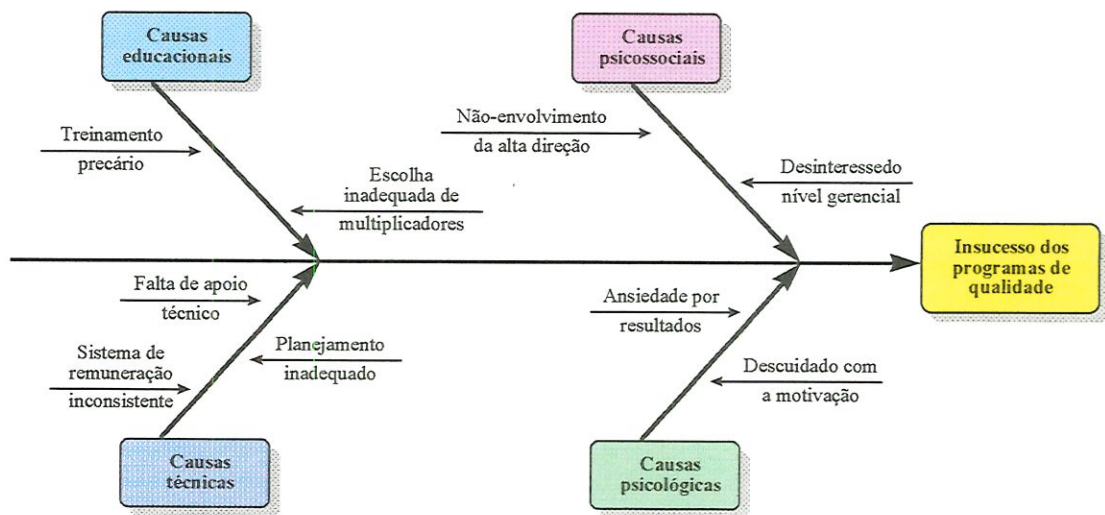 Causas
educacionais
Causas
psicossociais
Treinamento
precário
Não-envolvimento
da alta direção
Escolha
inadequada de
multiplicadores
Desinteressedo
nível gerencial
Insucesso dos
programas de
qualidade
Falta de apoio
técnico
Ansiedade por
resultados
Sistema de
remuneração
inconsistente
Planejamento
inadequado
Descuidado com
a motivação
Causas
técnicas
Causas
psicológicas